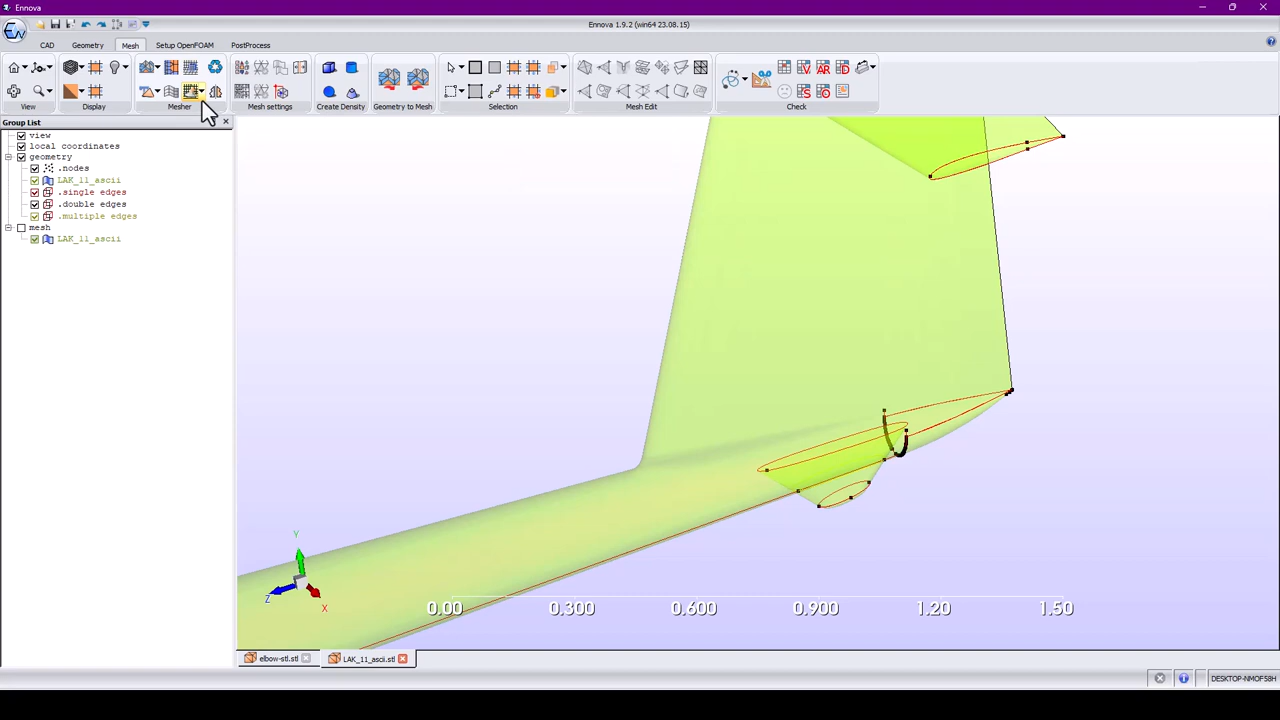 Ennova
Ennova 1.9.2 (win64 23.08.15)
CAD Geometry Mesh Setup OpenFOAM PostProcess
View Display Mesher Mesh settings Create Density Geometry to Mesh Selection Mesh Edit Check
Group List
view
local coordinates
geometry
.nodes
LAK_11_ascii
.single edges
.double edges
.multiple edges
mesh
LAK_11_ascii
Y
Z
X
0.00 0.300 0.600 0.900 1.20 1.50
elbow-stl.stl LAK_11_ascii.stl
DESKTOP-NMOF58H